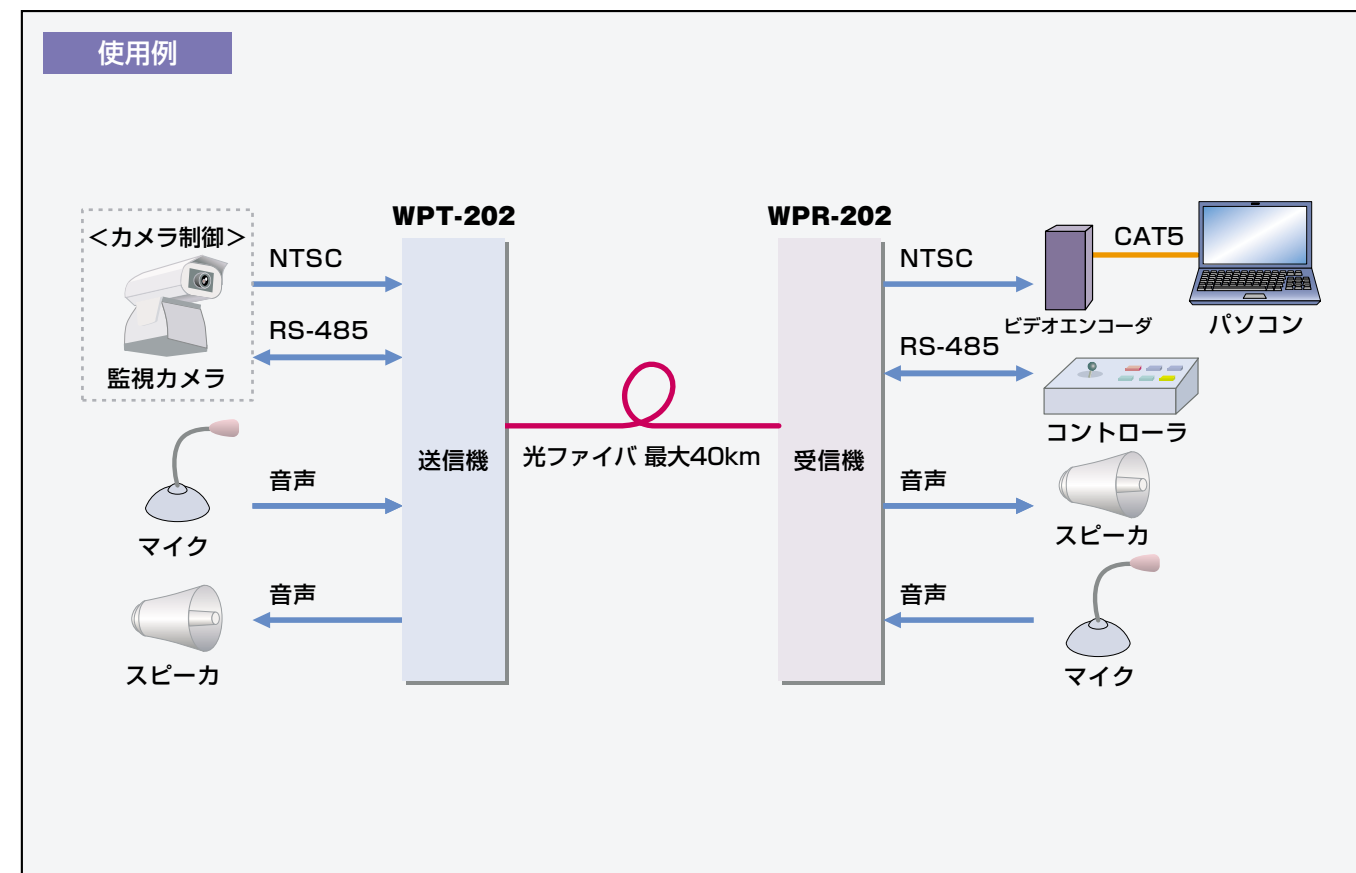 使用例
WPT-202
WPR-202
＜カメラ制御＞
監視カメラ
NTSC
RS-485
マイク
音声
スピーカ
音声
送信機
光ファイバ 最大40km
受信機
NTSC
ビデオエンコーダ
CAT5
パソコン
RS-485
コントローラ
音声
スピーカ
音声
マイク